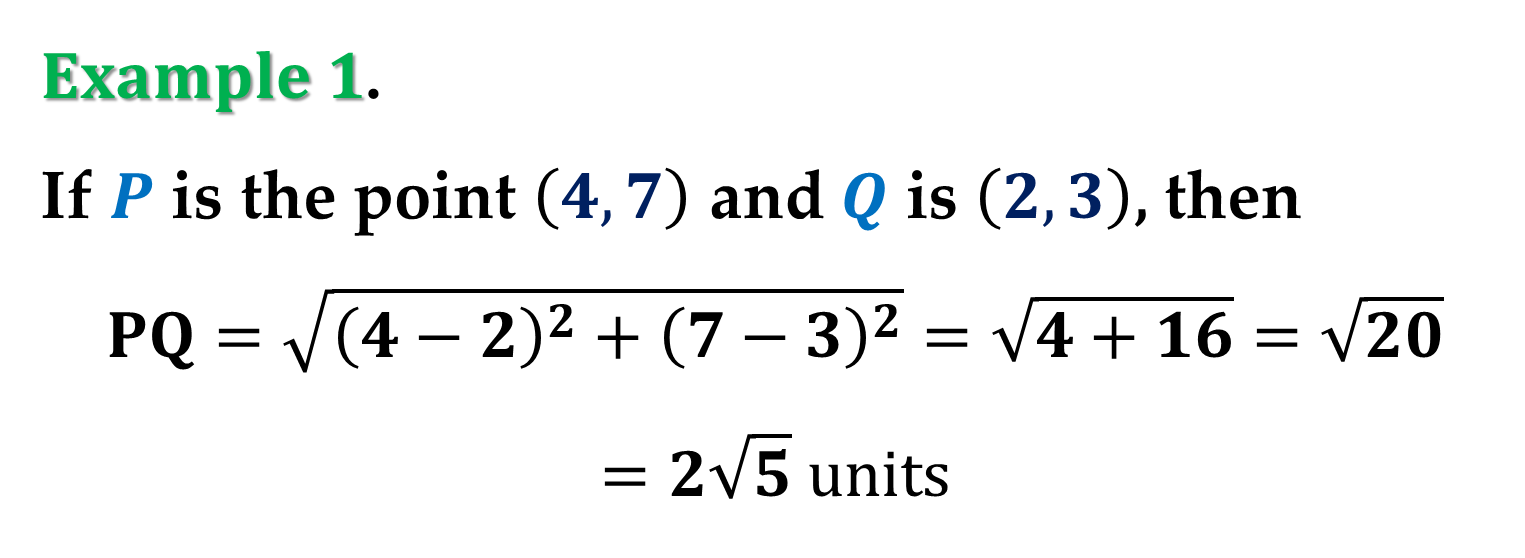 Example 1.
If P is the point (4, 7) and Q is (2, 3), then
PQ = √(4 − 2)² + (7 − 3)² = √4 + 16 = √20
= 2√5 units